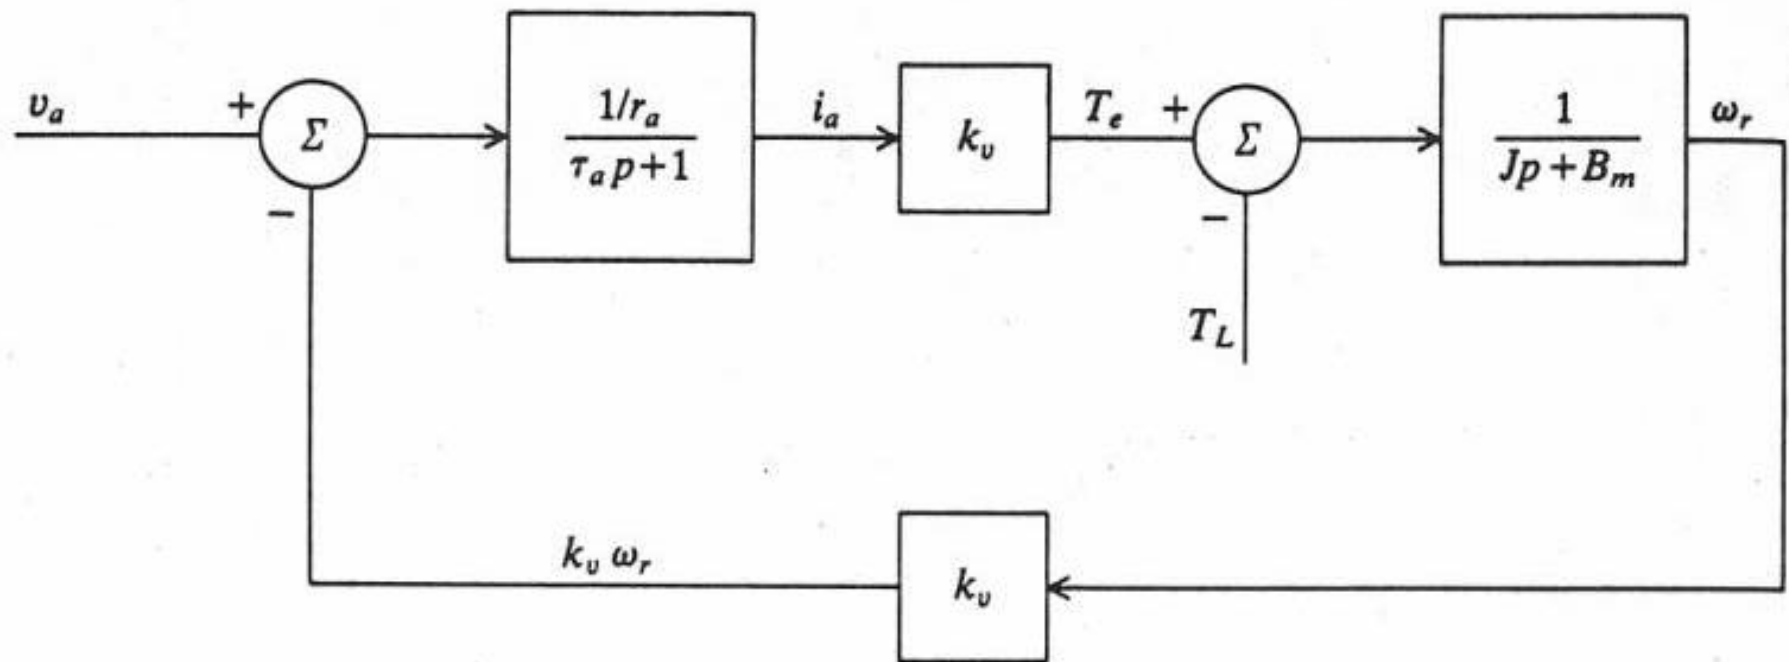 v_a
+
Σ
−
1/r_a
τ_a p+1
i_a
k_v
T_e
+
Σ
−
T_L
1
Jp+B_m
ω_r
k_v ω_r
k_v